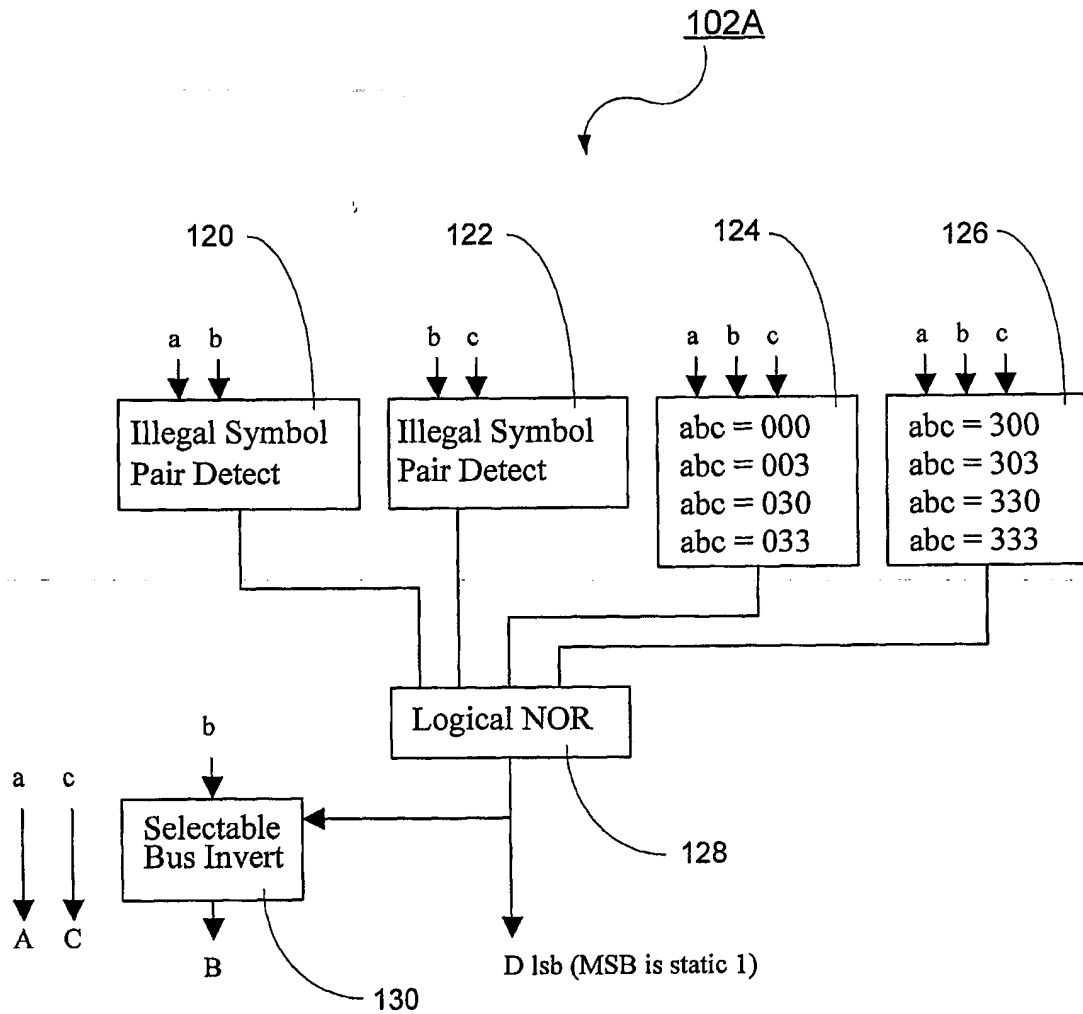 102A
120
122
124
126
a b
b c
a b c
a b c
Illegal Symbol
Pair Detect
Illegal Symbol
Pair Detect
abc = 000
abc = 003
abc = 030
abc = 033
abc = 300
abc = 303
abc = 330
abc = 333
Logical NOR
128
a c
b
Selectable
Bus Invert
A C
B
130
D lsb (MSB is static 1)